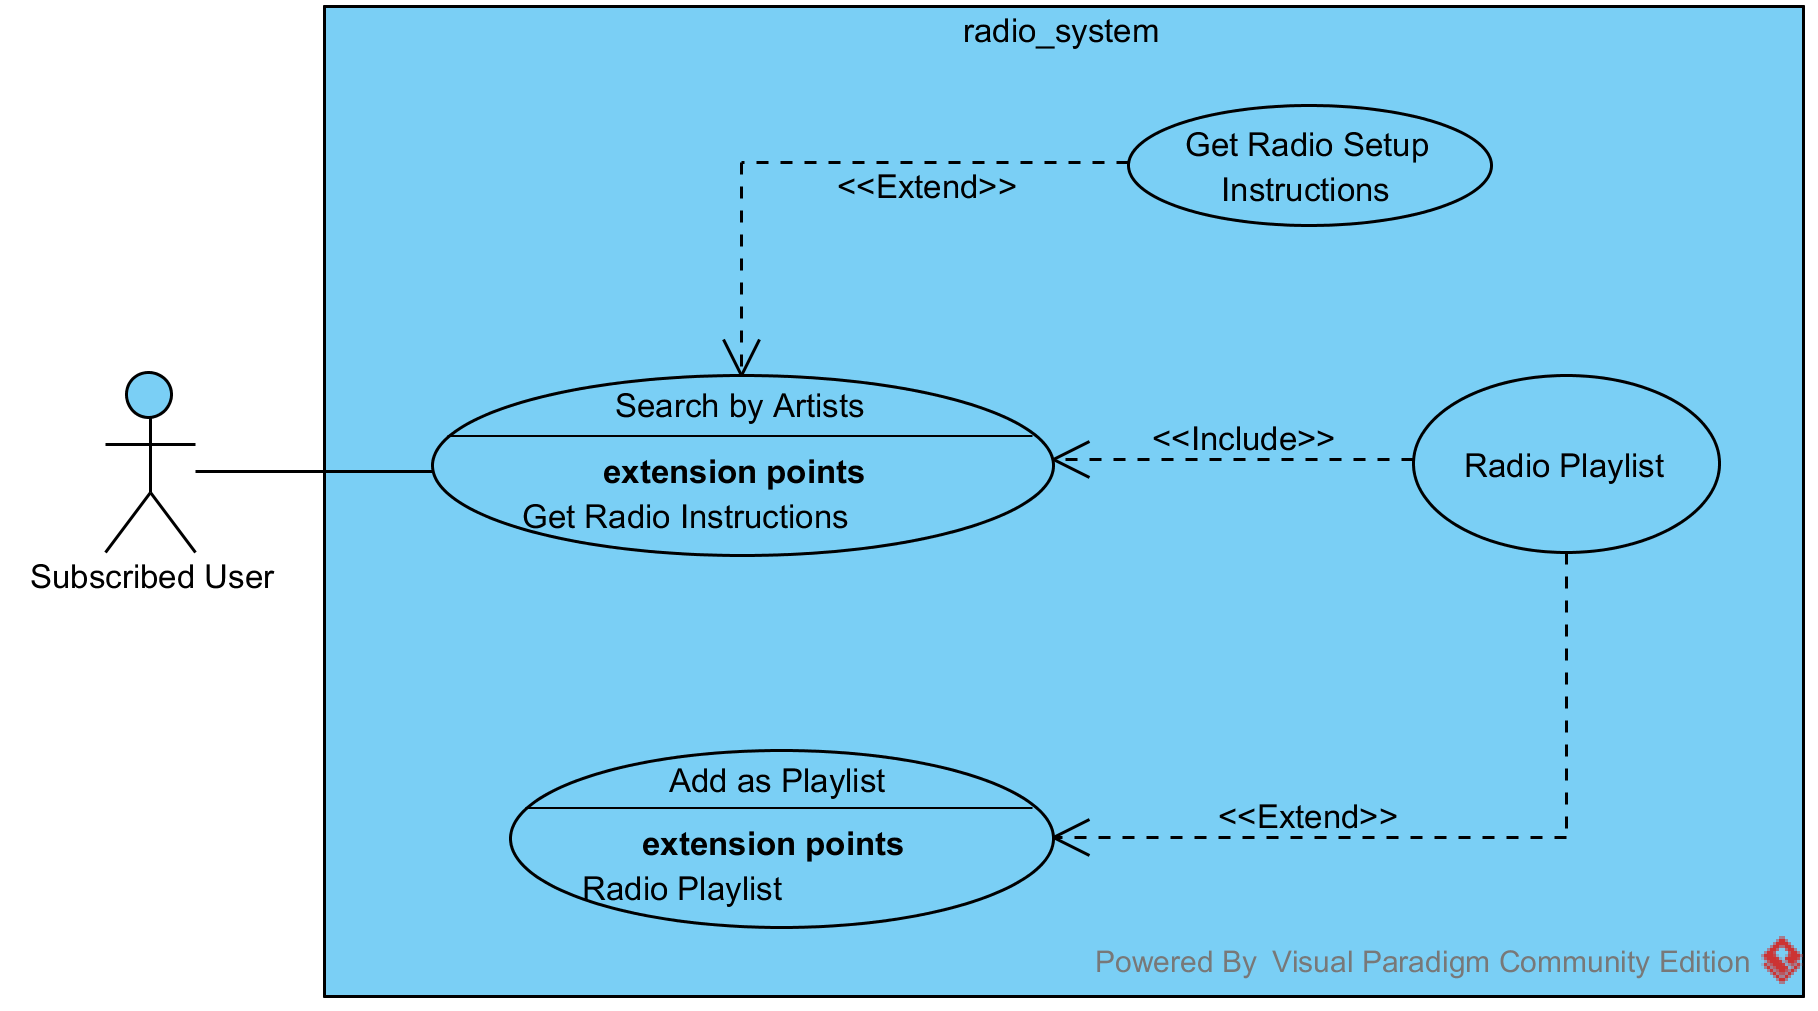 radio_system
Get Radio Setup
Instructions
<<Extend>>
Search by Artists
extension points
Get Radio Instructions
<<Include>>
Radio Playlist
Subscribed User
Add as Playlist
extension points
Radio Playlist
<<Extend>>
Powered By Visual Paradigm Community Edition